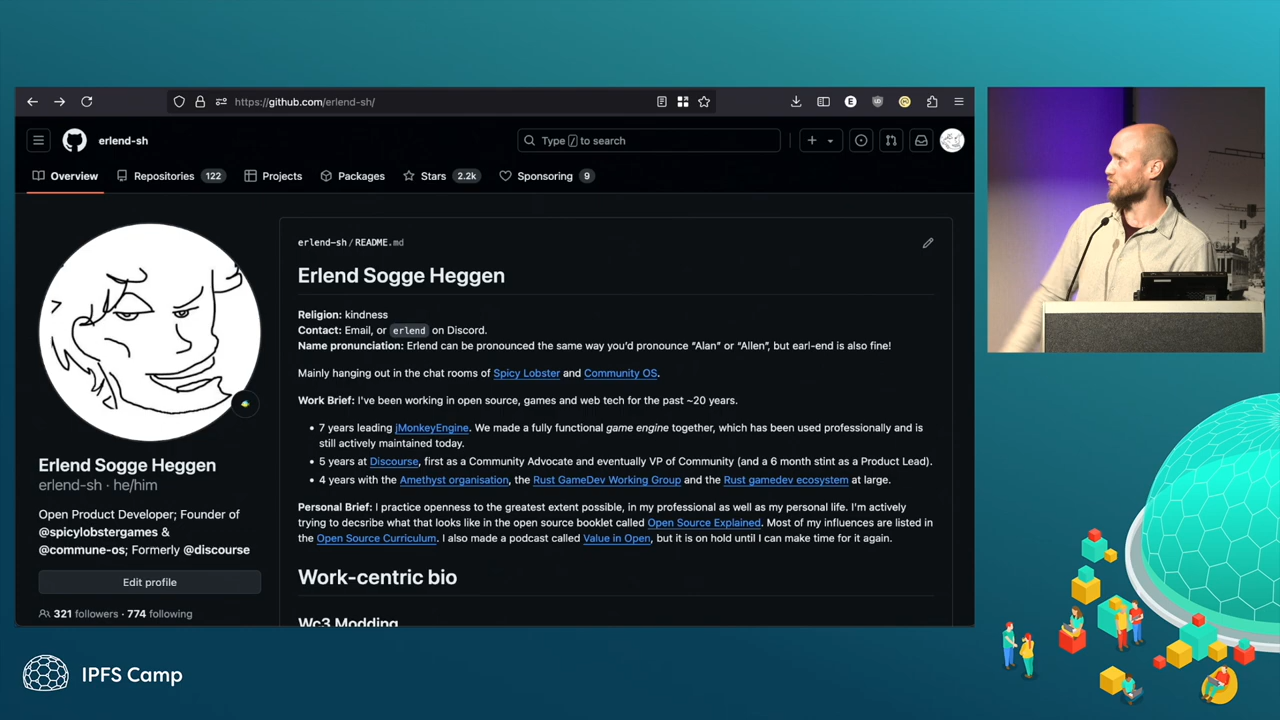 https://github.com/erlend-sh/
erlend-sh
Type / to search
Overview
Repositories 122
Projects
Packages
Stars 2.2k
Sponsoring 9
erlend-sh/README.md
Erlend Sogge Heggen
Religion: kindness
Contact: Email, or erlend on Discord.
Name pronunciation: Erlend can be pronounced the same way you'd pronounce "Alan" or "Allen", but earl-end is also fine!
Mainly hanging out in the chat rooms of Spicy Lobster and Community OS.
Work Brief: I've been working in open source, games and web tech for the past ~20 years.
• 7 years leading jMonkeyEngine. We made a fully functional game engine together, which has been used professionally and is
still actively maintained today.
• 5 years at Discourse, first as a Community Advocate and eventually VP of Community (and a 6 month stint as a Product Lead).
• 4 years with the Amethyst organisation, the Rust GameDev Working Group and the Rust gamedev ecosystem at large.
Personal Brief: I practice openness to the greatest extent possible, in my professional as well as my personal life. I'm actively
trying to decsribe what that looks like in the open source booklet called Open Source Explained. Most of my influences are listed in
the Open Source Curriculum. I also made a podcast called Value in Open, but it is on hold until I can make time for it again.
Work-centric bio
Wc3 Modding
Erlend Sogge Heggen
erlend-sh · he/him
Open Product Developer; Founder of
@spicylobstergames &
@commune-os; Formerly @discourse
Edit profile
321 followers · 774 following
IPFS Camp